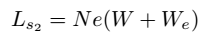 L_{s_2} = Ne(W + W_e)